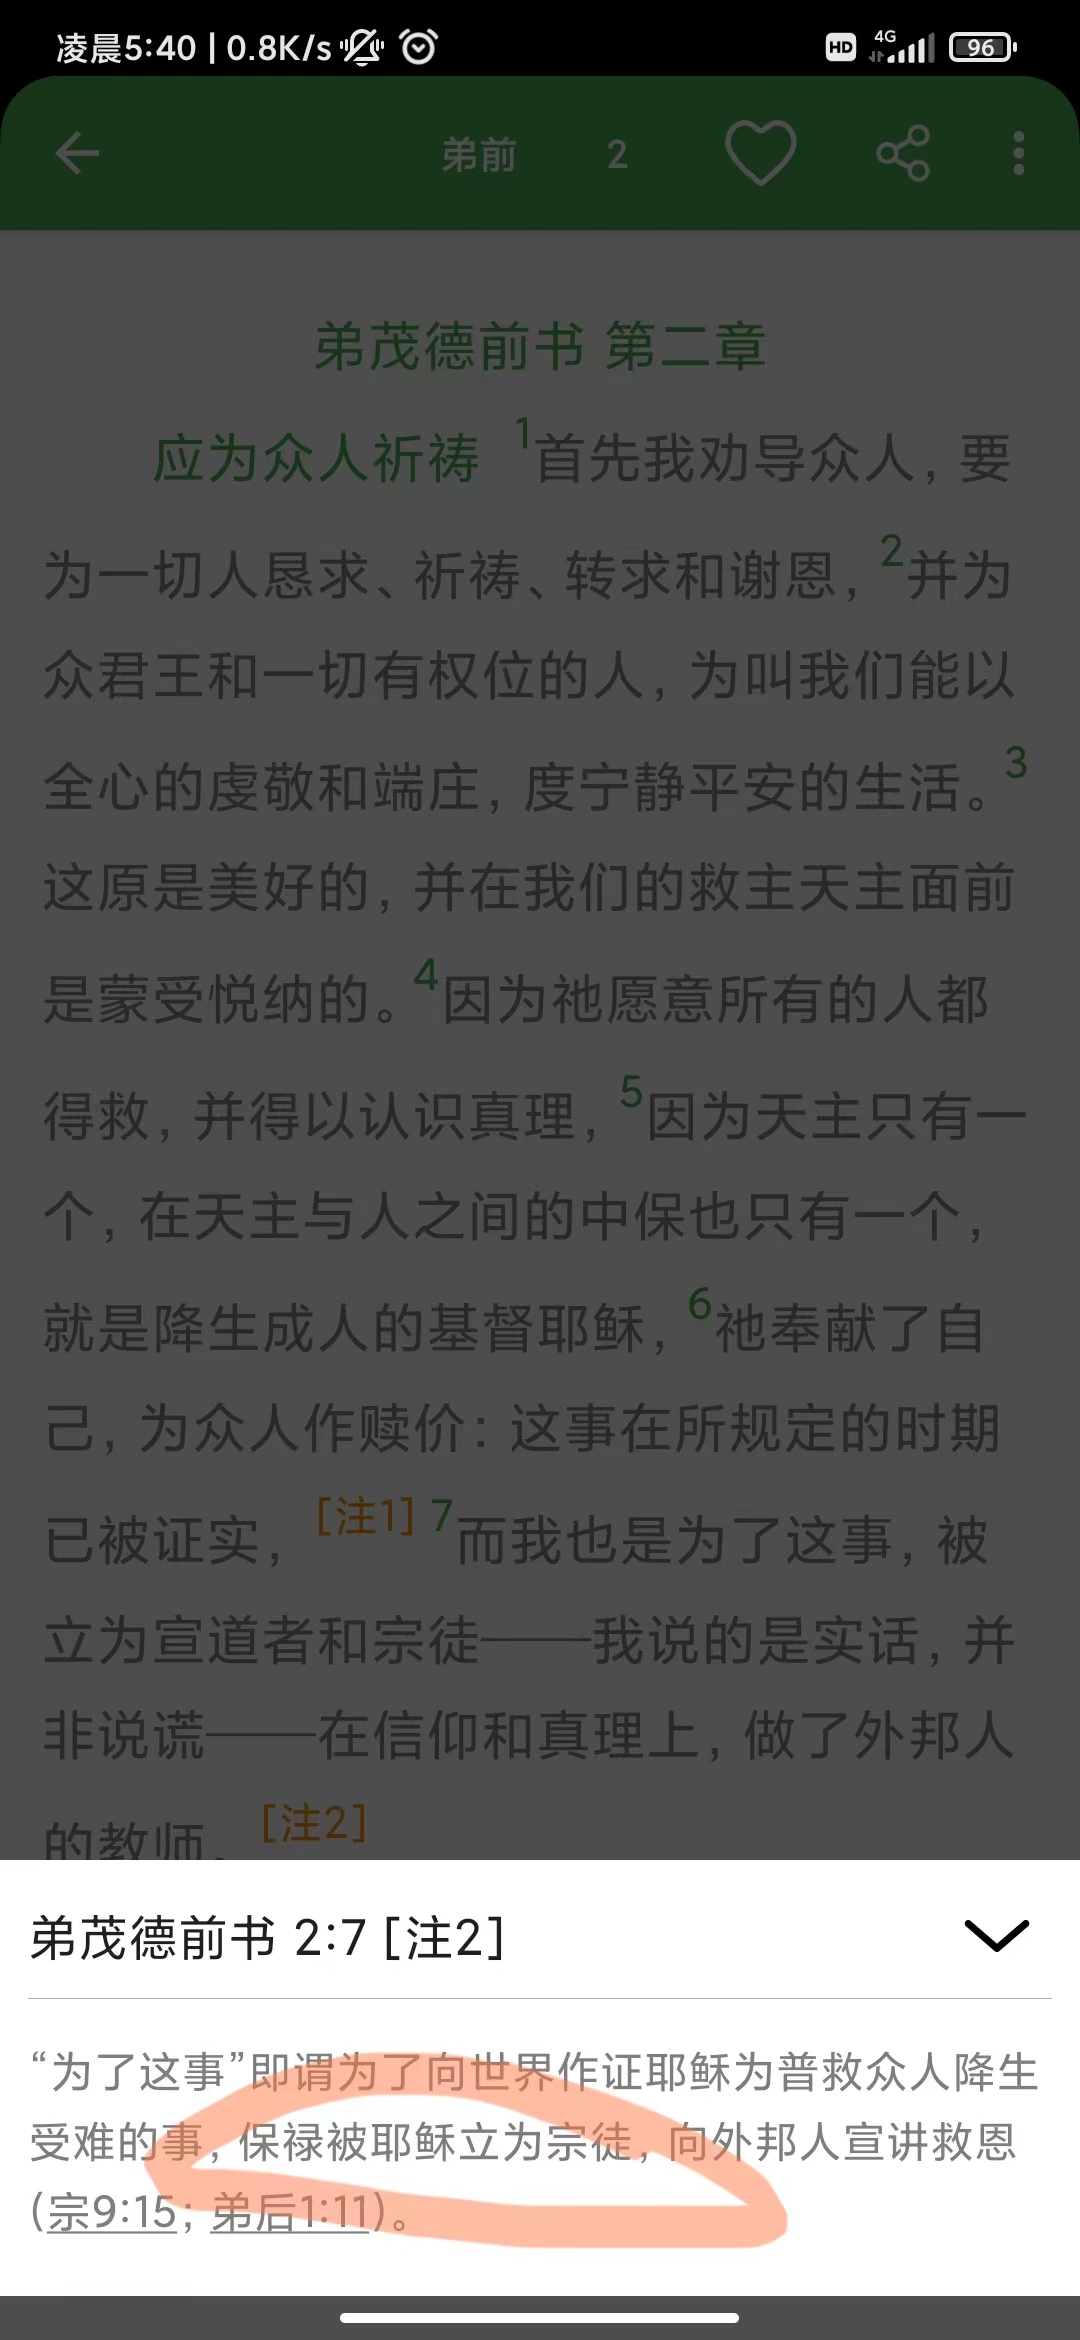 凌晨5:40 | 0.8K/s HD 4G 96
弟前 2
弟茂德前书 第二章
应为众人祈祷 1首先我劝导众人，要
为一切人恳求、祈祷、转求和谢恩，2并为
众君王和一切有权位的人，为叫我们能以
全心的虔敬和端庄，度宁静平安的生活。3
这原是美好的，并在我们的救主天主面前
是蒙受悦纳的。4因为祂愿意所有的人都
得救，并得以认识真理，5因为天主只有一
个，在天主与人之间的中保也只有一个，
就是降生成人的基督耶稣，6祂奉献了自
己，为众人作赎价：这事在所规定的时期
已被证实，[注1] 7而我也是为了这事，被
立为宣道者和宗徒——我说的是实话，并
非说谎——在信仰和真理上，做了外邦人
的教师。[注2]
弟茂德前书 2:7 [注2]
“为了这事”即谓为了向世界作证耶稣为普救众人降生
受难的事，保禄被耶稣立为宗徒，向外邦人宣讲救恩
(宗9:15；弟后1:11)。